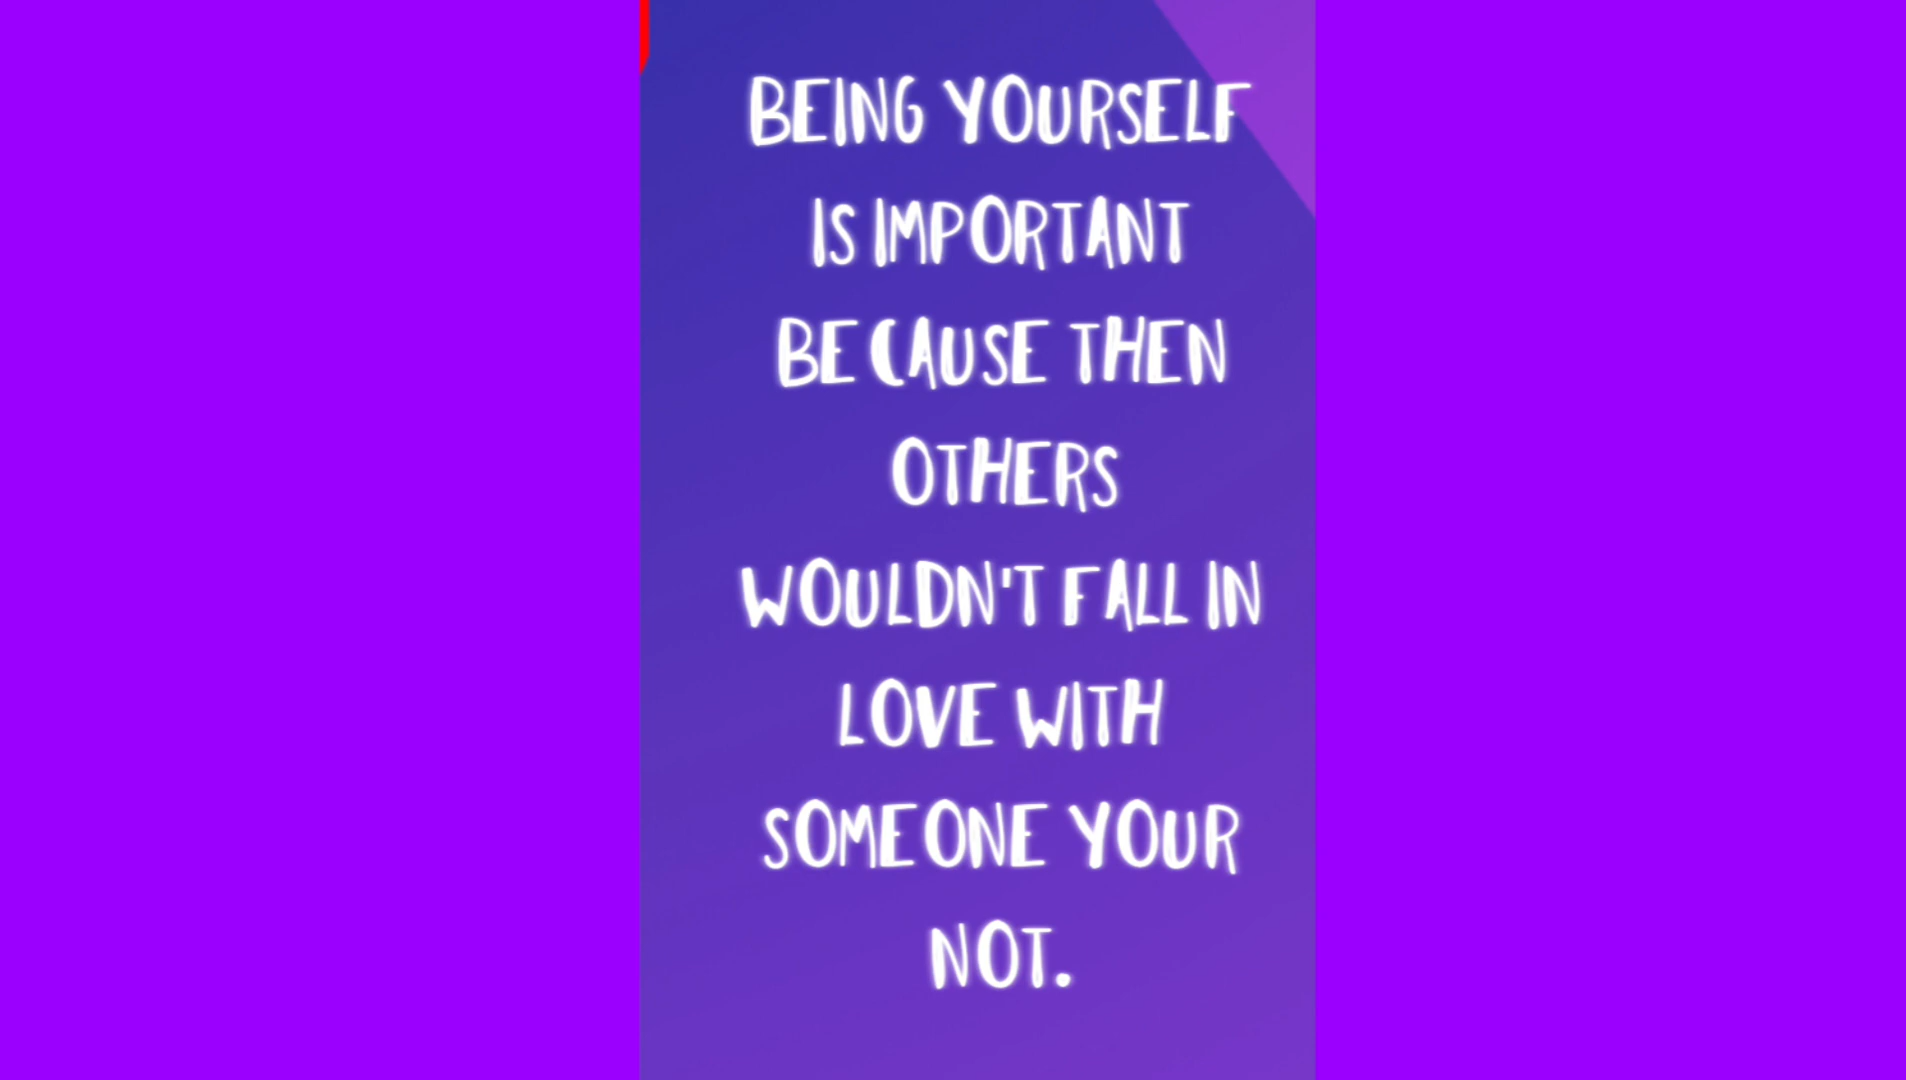 BEING YOURSELF
IS IMPORTANT
BECAUSE THEN
OTHERS
WOULDN'T FALL IN
LOVE WITH
SOMEONE YOUR
NOT.